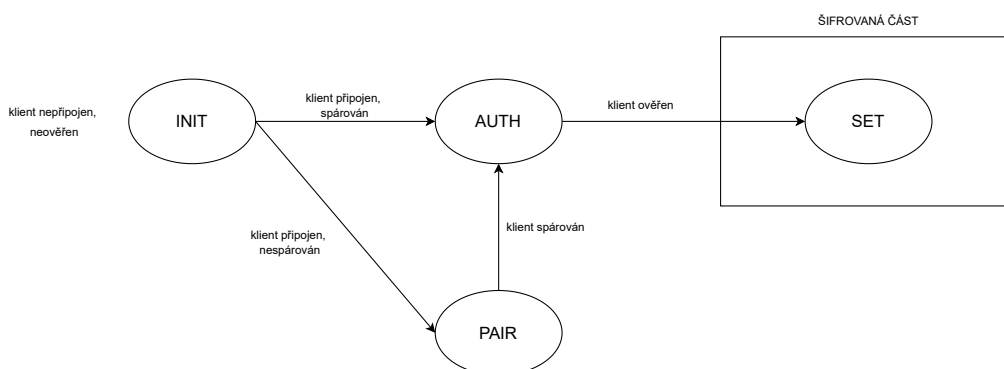 ŠIFROVANÁ ČÁST
klient nepřipojen,
neověřen
INIT
klient připojen,
spárován
AUTH
klient ověřen
SET
klient připojen,
nespárován
klient spárován
PAIR